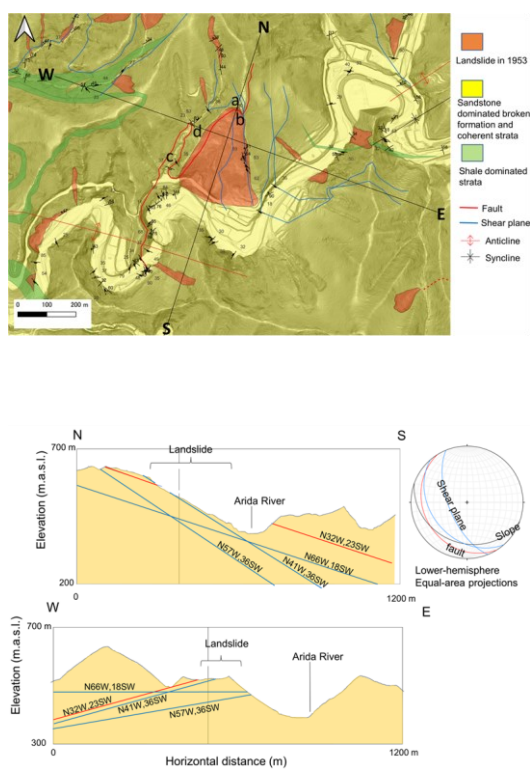 N
W
a
b
d
c
E
S
0 100 200 m
Landslide in 1953
Sandstone
dominated broken
formation and
coherent strata
Shale dominated
strata
Fault
Shear plane
Anticline
Syncline
N
S
700 m
Landslide
Arida River
Elevation (m.a.s.l.)
N32W,23SW
N66W,18SW
N41W,36SW
N57W,36SW
200
0
1200 m
Shear plane
Slope
fault
Lower-hemisphere
Equal-area projections
W
E
700 m
Landslide
Arida River
Elevation (m.a.s.l.)
N66W,18SW
N32W,23SW
N41W,36SW
N57W,36SW
300
0
1200 m
Horizontal distance (m)